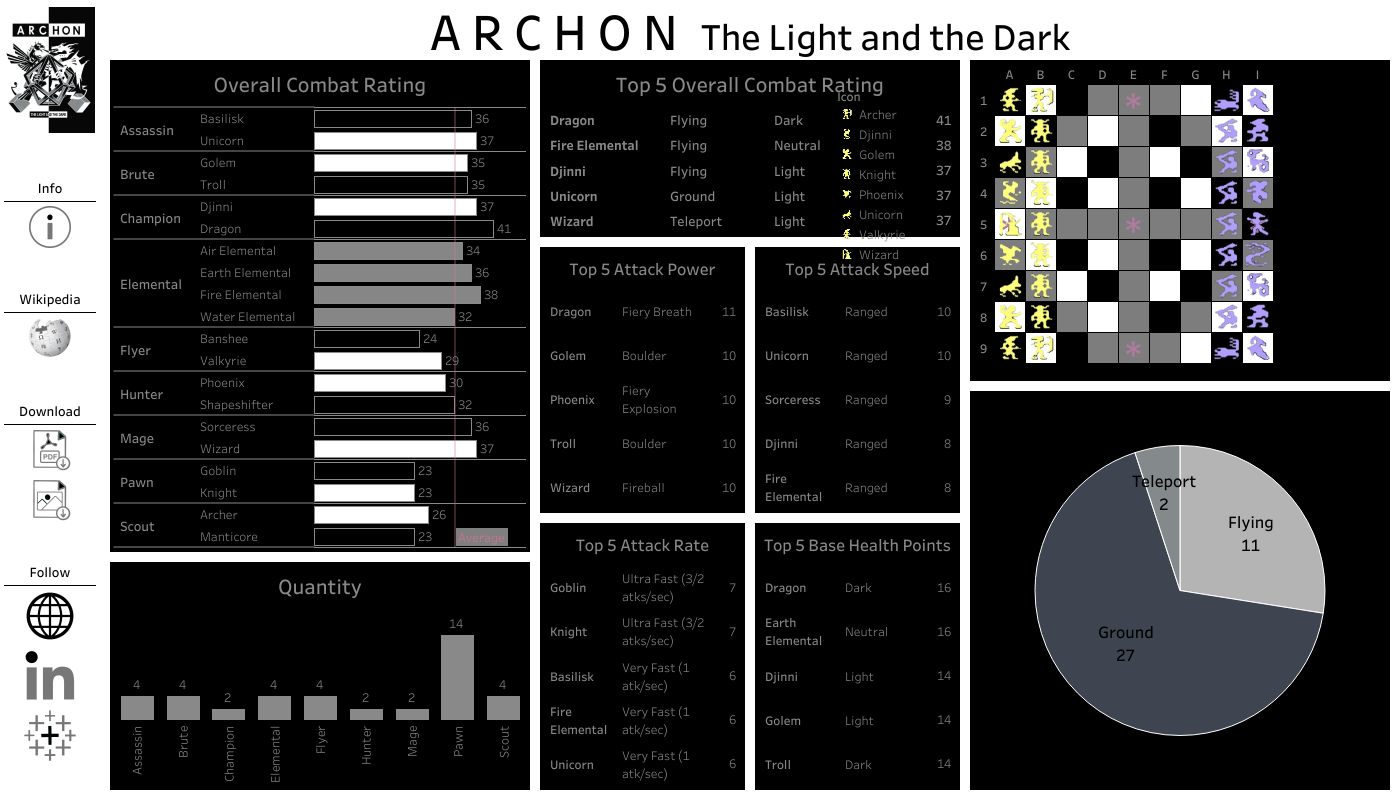 ARCHON The Light and the Dark
ARCHON
THE LIGHT AND THE DARK
Info
Wikipedia
Download
PDF
Follow
in
Overall Combat Rating
Assassin
Basilisk 36
Unicorn 37
Brute
Golem 35
Troll 35
Champion
Djinni 37
Dragon 41
Elemental
Air Elemental 34
Earth Elemental 36
Fire Elemental 38
Water Elemental 32
Flyer
Banshee 24
Valkyrie 29
Hunter
Phoenix 30
Shapeshifter 32
Mage
Sorceress 36
Wizard 37
Pawn
Goblin 23
Knight 23
Scout
Archer 26
Manticore 23
Average
Quantity
4 4 2 4 4 2 2 14 4
Assassin
Brute
Champion
Elemental
Flyer
Hunter
Mage
Pawn
Scout
Top 5 Overall Combat Rating
Dragon Flying Dark 41
Fire Elemental Flying Neutral 38
Djinni Flying Light 37
Unicorn Ground Light 37
Wizard Teleport Light 37
Icon
Archer
Djinni
Golem
Knight
Phoenix
Unicorn
Valkyrie
Wizard
Top 5 Attack Power
Dragon Fiery Breath 11
Golem Boulder 10
Phoenix Fiery
Explosion 10
Troll Boulder 10
Wizard Fireball 10
Top 5 Attack Speed
Basilisk Ranged 10
Unicorn Ranged 10
Sorceress Ranged 9
Djinni Ranged 8
Fire
Elemental Ranged 8
Top 5 Attack Rate
Goblin Ultra Fast (3/2
atks/sec) 7
Knight Ultra Fast (3/2
atks/sec) 7
Basilisk Very Fast (1
atk/sec) 6
Fire
Elemental Very Fast (1
atk/sec) 6
Unicorn Very Fast (1
atk/sec) 6
Top 5 Base Health Points
Dragon Dark 16
Earth
Elemental Neutral 16
Djinni Light 14
Golem Light 14
Troll Dark 14
A B C D E F G H I
1
2
3
4
5
6
7
8
9
Teleport
2
Flying
11
Ground
27